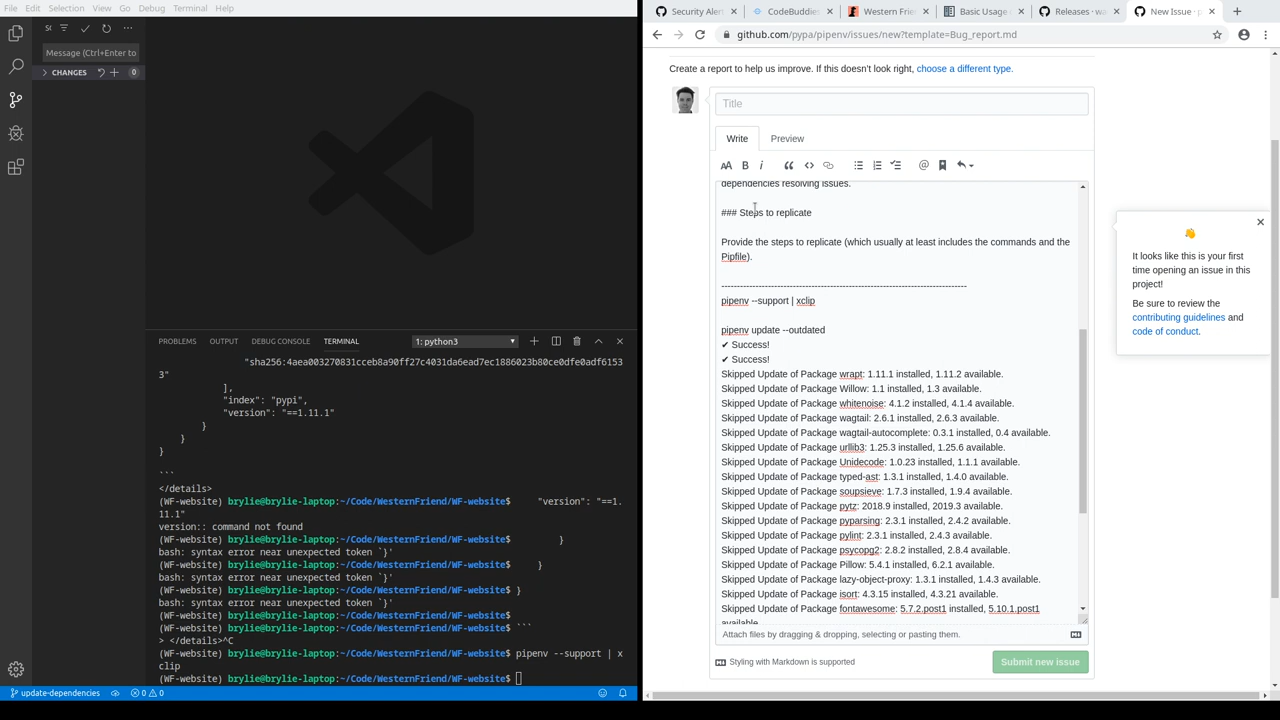 File Edit Selection View Go Debug Terminal Help
Message (Ctrl+Enter to
CHANGES 0
PROBLEMS OUTPUT DEBUG CONSOLE TERMINAL 1: python3
"sha256:4aea003270831cceb8a90ff27c4031da6ead7ec1886023b80ce0dfe0adf6153
3"
],
"index": "pypi",
"version": "==1.11.1"
}
}
}
```
</details>
(WF-website) brylie@brylie-laptop:~/Code/WesternFriend/WF-website$     "version": "==1.
11.1"
version:: command not found
(WF-website) brylie@brylie-laptop:~/Code/WesternFriend/WF-website$         }
bash: syntax error near unexpected token `}'
(WF-website) brylie@brylie-laptop:~/Code/WesternFriend/WF-website$     }
bash: syntax error near unexpected token `}'
(WF-website) brylie@brylie-laptop:~/Code/WesternFriend/WF-website$ }
bash: syntax error near unexpected token `}'
(WF-website) brylie@brylie-laptop:~/Code/WesternFriend/WF-website$
(WF-website) brylie@brylie-laptop:~/Code/WesternFriend/WF-website$ ```
> </details>^C
(WF-website) brylie@brylie-laptop:~/Code/WesternFriend/WF-website$ pipenv --support | x
clip
(WF-website) brylie@brylie-laptop:~/Code/WesternFriend/WF-website$
update-dependencies 0 0
Security Aler CodeBuddies Western Frie Basic Usage Releases · wa New Issue · p
github.com/pypa/pipenv/issues/new?template=Bug_report.md
Create a report to help us improve. If this doesn't look right, choose a different type.
Title
Write Preview
dependencies resolving issues.
### Steps to replicate
Provide the steps to replicate (which usually at least includes the commands and the
Pipfile).
-------------------------------------------------------------------------------
pipenv --support | xclip
pipenv update --outdated
✔ Success!
✔ Success!
Skipped Update of Package wrapt: 1.11.1 installed, 1.11.2 available.
Skipped Update of Package Willow: 1.1 installed, 1.3 available.
Skipped Update of Package whitenoise: 4.1.2 installed, 4.1.4 available.
Skipped Update of Package wagtail: 2.6.1 installed, 2.6.3 available.
Skipped Update of Package wagtail-autocomplete: 0.3.1 installed, 0.4 available.
Skipped Update of Package urllib3: 1.25.3 installed, 1.25.6 available.
Skipped Update of Package Unidecode: 1.0.23 installed, 1.1.1 available.
Skipped Update of Package typed-ast: 1.3.1 installed, 1.4.0 available.
Skipped Update of Package soupsieve: 1.7.3 installed, 1.9.4 available.
Skipped Update of Package pytz: 2018.9 installed, 2019.3 available.
Skipped Update of Package pyparsing: 2.3.1 installed, 2.4.2 available.
Skipped Update of Package pylint: 2.3.1 installed, 2.4.3 available.
Skipped Update of Package psycopg2: 2.8.2 installed, 2.8.4 available.
Skipped Update of Package Pillow: 5.4.1 installed, 6.2.1 available.
Skipped Update of Package lazy-object-proxy: 1.3.1 installed, 1.4.3 available.
Skipped Update of Package isort: 4.3.15 installed, 4.3.21 available.
Skipped Update of Package fontawesome: 5.7.2.post1 installed, 5.10.1.post1
available.
Attach files by dragging & dropping, selecting or pasting them.
Styling with Markdown is supported
Submit new issue
It looks like this is your first
time opening an issue in this
project!
Be sure to review the
contributing guidelines and
code of conduct.